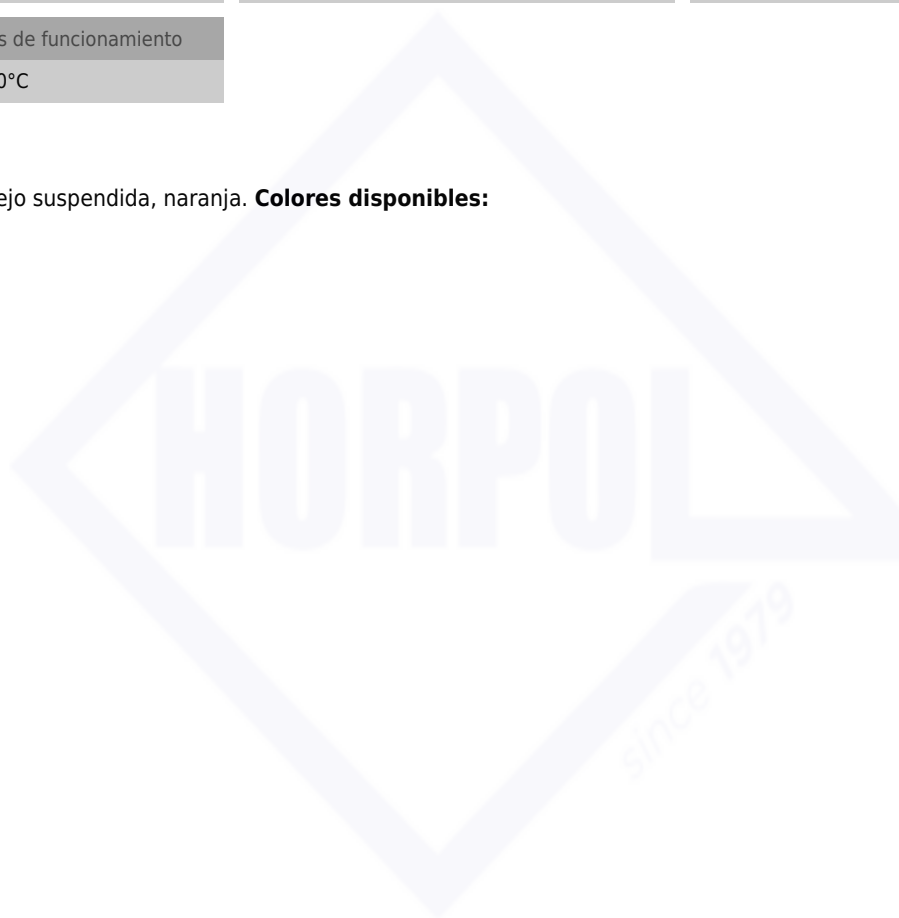 s de funcionamiento
0°C
ejo suspendida, naranja. Colores disponibles:
HORPOL
since 1979